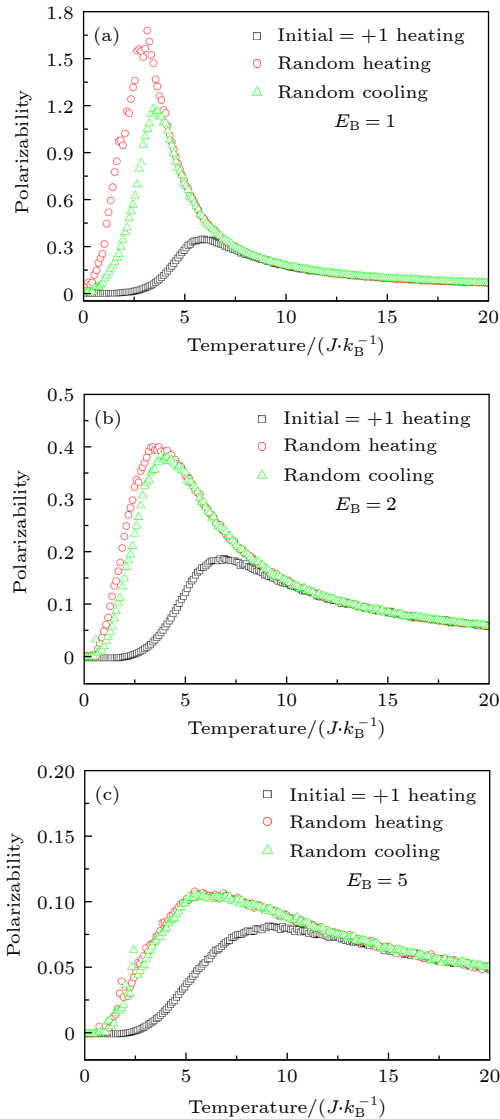 (a)
Initial = +1 heating
Random heating
Random cooling
E_B = 1
Polarizability
1.8
1.5
1.2
0.9
0.6
0.3
0
0 5 10 15 20
Temperature/(J·k_B^{-1})
(b)
Initial = +1 heating
Random heating
Random cooling
E_B = 2
Polarizability
0.5
0.4
0.3
0.2
0.1
0
0 5 10 15 20
Temperature/(J·k_B^{-1})
(c)
Initial = +1 heating
Random heating
Random cooling
E_B = 5
Polarizability
0.20
0.15
0.10
0.05
0
0 5 10 15 20
Temperature/(J·k_B^{-1})